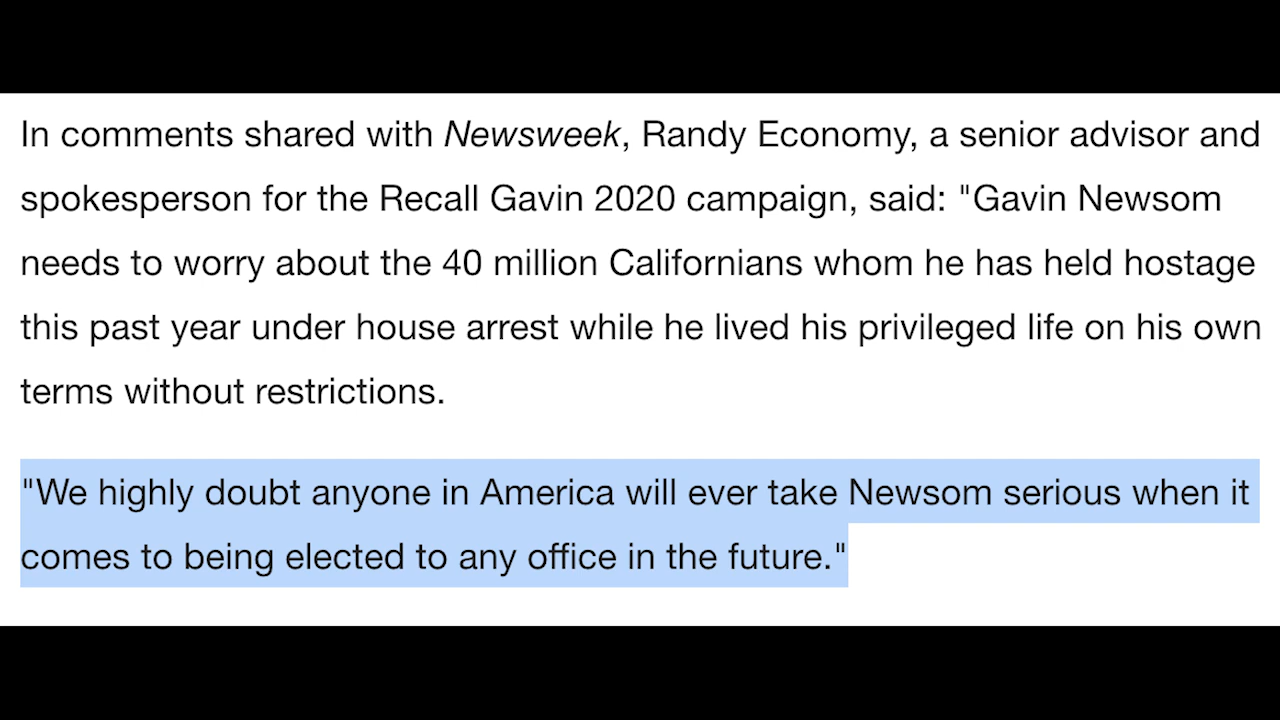 In comments shared with Newsweek, Randy Economy, a senior advisor and
spokesperson for the Recall Gavin 2020 campaign, said: "Gavin Newsom
needs to worry about the 40 million Californians whom he has held hostage
this past year under house arrest while he lived his privileged life on his own
terms without restrictions.
"We highly doubt anyone in America will ever take Newsom serious when it
comes to being elected to any office in the future."